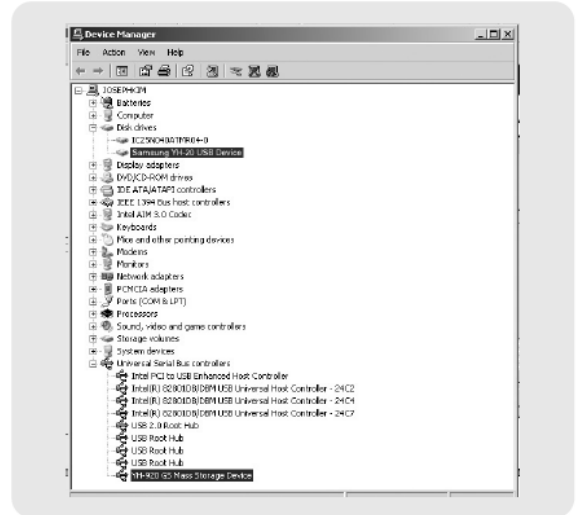 Device Manager
File Action View Help
JOSEPHKIM
Batteries
Computer
Disk drives
IC25N040ATMR04-0
Samsung YH-20 USB Device
Display adapters
DVD/CD-ROM drives
IDE ATA/ATAPI controllers
IEEE 1394 Bus host controllers
Intel AIM 3.0 Codec
Keyboards
Mice and other pointing devices
Modems
Monitors
Network adapters
PCMCIA adapters
Ports (COM & LPT)
Processors
Sound, video and game controllers
Storage volumes
System devices
Universal Serial Bus controllers
Intel PCI to USB Enhanced Host Controller
Intel(R) 82801DB/DBM USB Universal Host Controller - 24C2
Intel(R) 82801DB/DBM USB Universal Host Controller - 24C4
Intel(R) 82801DB/DBM USB Universal Host Controller - 24C7
USB 2.0 Root Hub
USB Root Hub
USB Root Hub
USB Root Hub
YH-920 GS Mass Storage Device